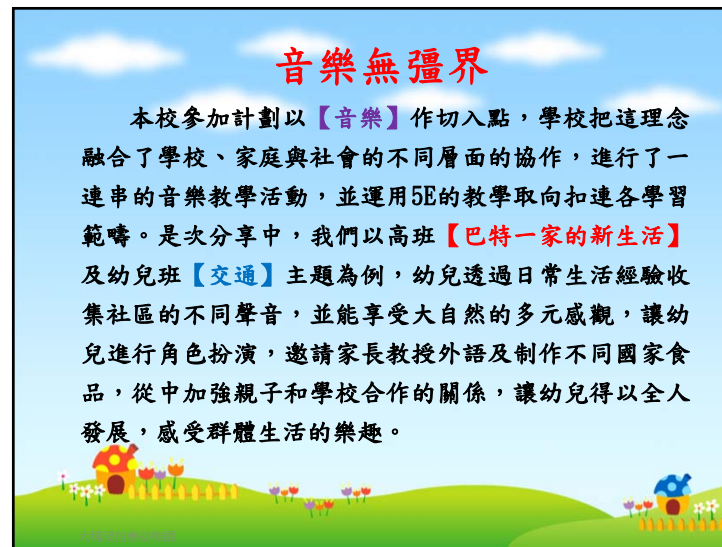 音樂無彊界
本校參加計劃以【音樂】作切入點，學校把這理念
融合了學校、家庭與社會的不同層面的協作，進行了一
連串的音樂教學活動，並運用5E的教學取向扣連各學習
範嚋。是次分享中，我們以高班【巴特一家的新生活】
及幼兒班【交通】主題為例，幼兒透過日常生活經驗收
集社區的不同聲音，並能享受大自然的多元感觀，讓幼
兒進行角色扮演，邀請家長教授外語及制作不同國家食
品，從中加強親子和學校合作的關係，讓幼兒得以全人
發展，感受群體生活的樂趣。